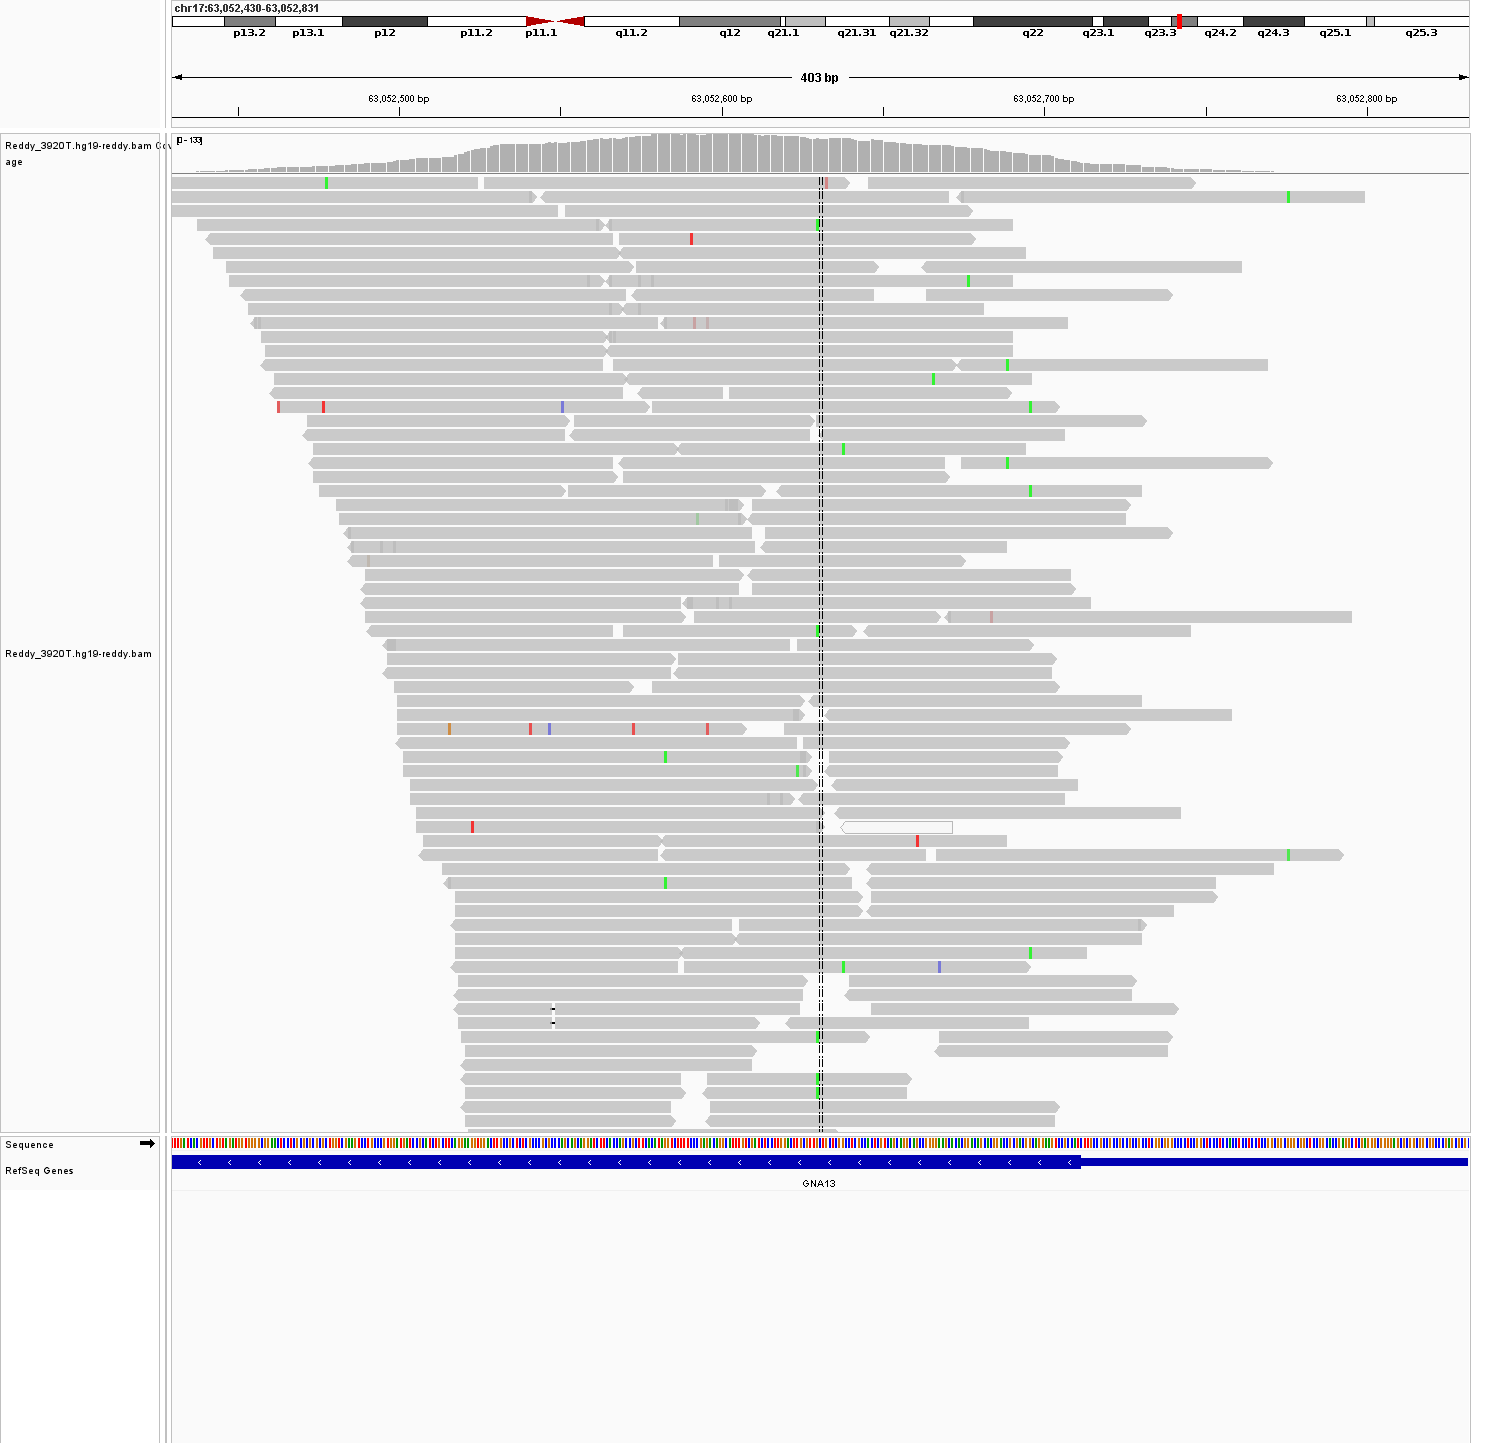 chr17:63,052,430-63,052,831
p13.2 p13.1 p12 p11.2 p11.1 q11.2 q12 q21.1 q21.31 q21.32 q22 q23.1 q23.3 q24.2 q24.3 q25.1 q25.3
403 bp
63,052,500 bp 63,052,600 bp 63,052,700 bp 63,052,800 bp
Reddy_3920T.hg19-reddy.bam Cov
age
[0 - 133]
Reddy_3920T.hg19-reddy.bam
Sequence
RefSeq Genes
GNA13